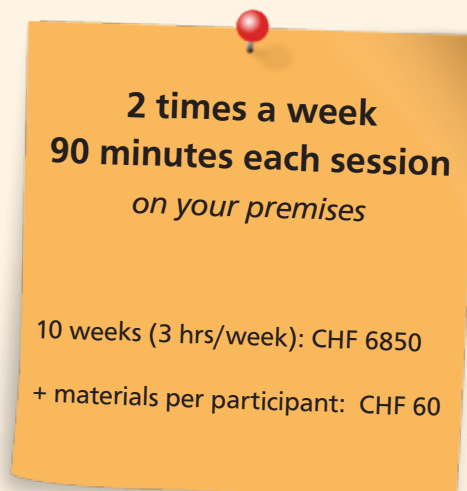 2 times a week
90 minutes each session
on your premises
10 weeks (3 hrs/week): CHF 6850
+ materials per participant: CHF 60